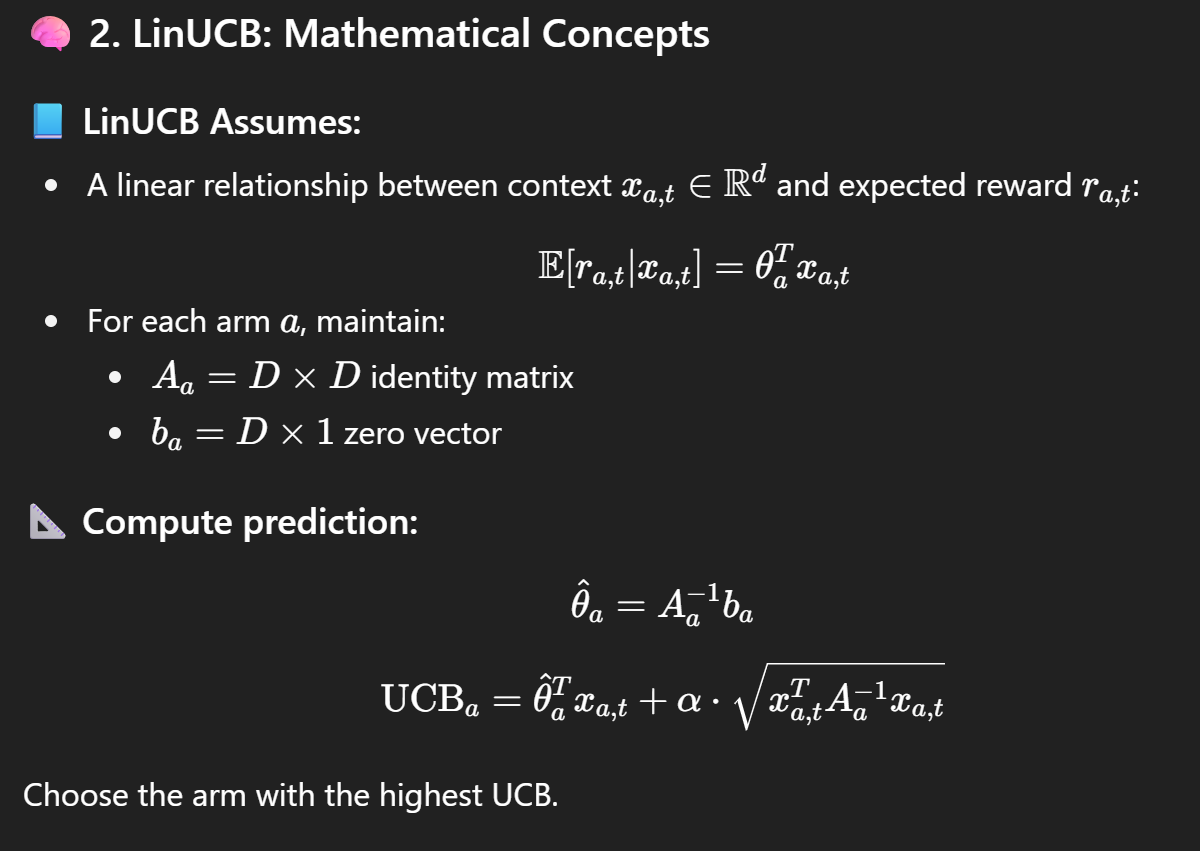 🧠 2. LinUCB: Mathematical Concepts
📘 LinUCB Assumes:
• A linear relationship between context $x_{a,t} \in \mathbb{R}^d$ and expected reward $r_{a,t}$:
$\mathbb{E}[r_{a,t}|x_{a,t}] = \theta_a^T x_{a,t}$
• For each arm $a$, maintain:
• $A_a = D \times D$ identity matrix
• $b_a = D \times 1$ zero vector
📐 Compute prediction:
$\hat{\theta}_a = A_a^{-1} b_a$
$\text{UCB}_a = \hat{\theta}_a^T x_{a,t} + \alpha \cdot \sqrt{x_{a,t}^T A_a^{-1} x_{a,t}}$
Choose the arm with the highest UCB.